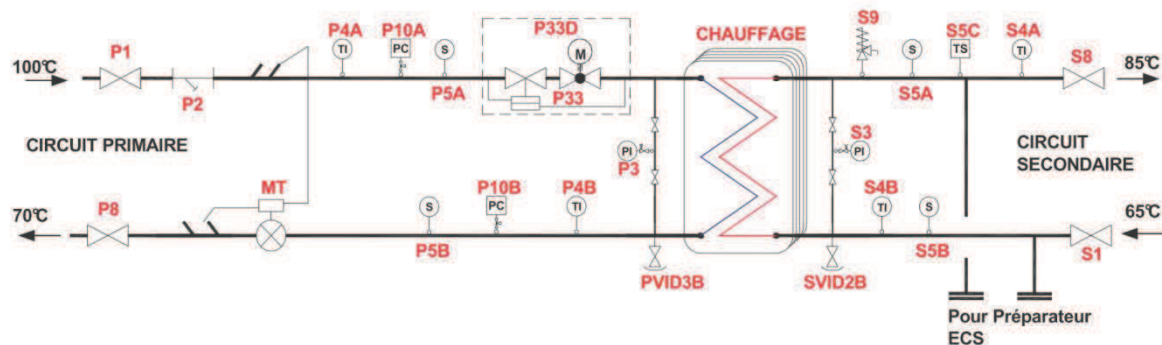 P4A P10A P33D S9 S5C S4A
P1 TI PC S M CHAUFFAGE S TS TI S8
100°C 85°C
P2 P5A P33 S5A
CIRCUIT PRIMAIRE PI S3 PI CIRCUIT
SECONDAIRE
P3
MT P10B P4B S4B
70°C P8 S PC TI TI S 65°C
P5B PVID3B SVID2B S5B S1
Pour Préparateur
ECS